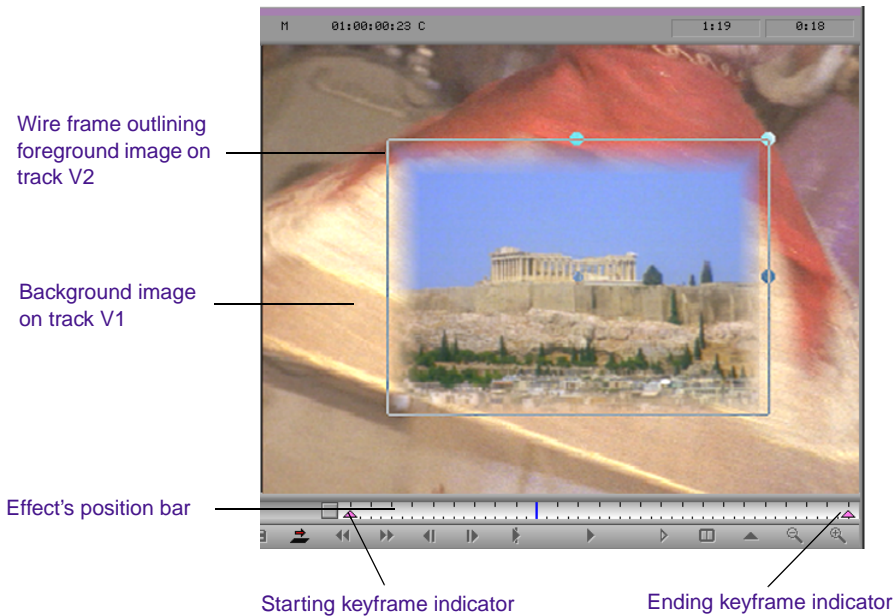 M 01:00:00:23 C 1:19 0:18
Wire frame outlining
foreground image on
track V2
Background image
on track V1
Effect's position bar
Starting keyframe indicator
Ending keyframe indicator